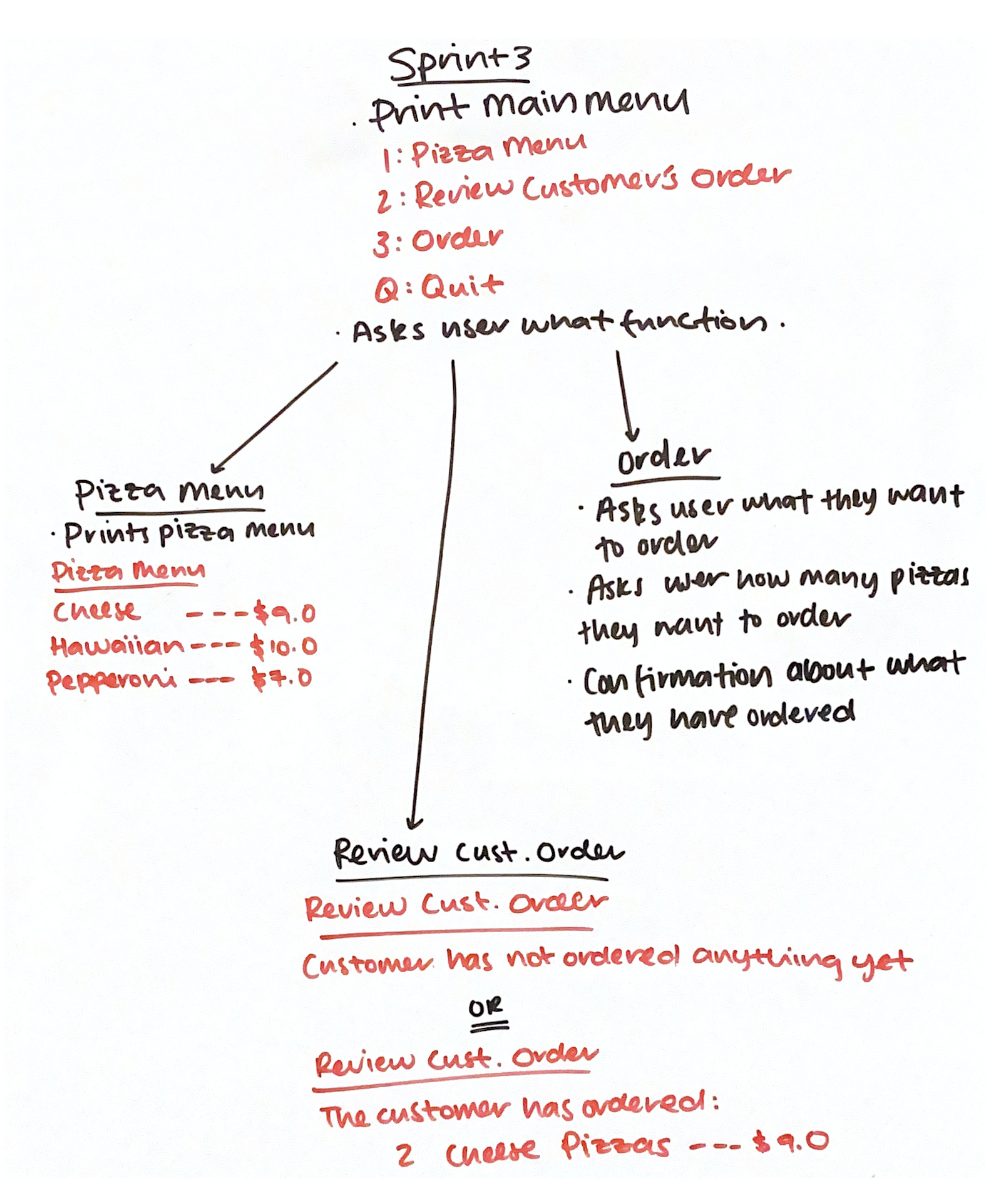 Sprint 3
. Print main menu
1: Pizza Menu
2: Review Customer's Order
3: Order
Q: Quit
· Asks user what function.
Pizza Menu
· Prints pizza menu
Pizza Menu
Cheese ---$9.0
Hawaiian --- $10.0
Pepperoni --- $7.0
Order
· Asks user what they want
to order
· Asks user how many pizzas
they want to order
· Confirmation about what
they have ordered
Review Cust. Order
Review Cust. Order
Customer has not ordered anything yet
OR
Review Cust. Order
The customer has ordered:
2 Cheese Pizzas --- $9.0